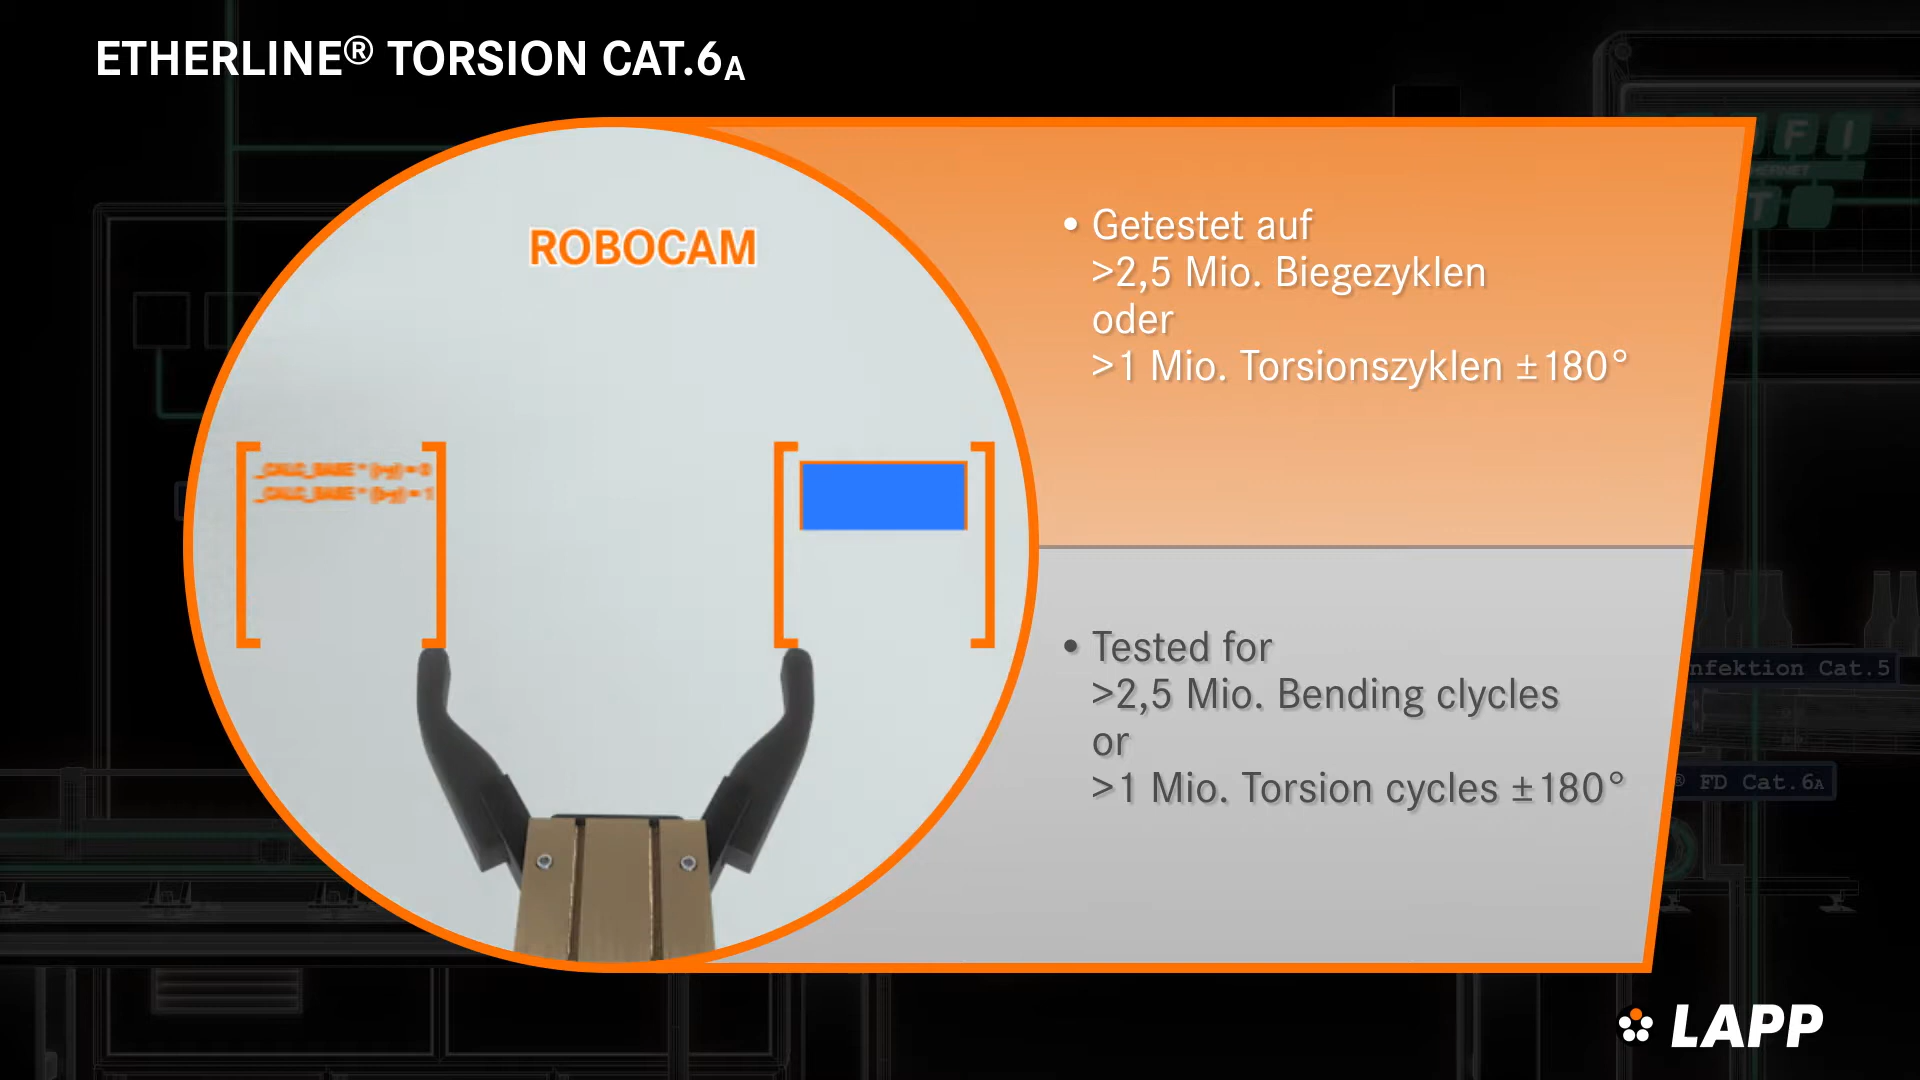 ETHERLINE® TORSION CAT.6A
ROBOCAM
• Getestet auf
>2,5 Mio. Biegezyklen
oder
>1 Mio. Torsionszyklen ±180°
• Tested for
>2,5 Mio. Bending clycles
or
>1 Mio. Torsion cycles ±180°
F I
T
nfektion Cat.5
® FD Cat.6A
LAPP